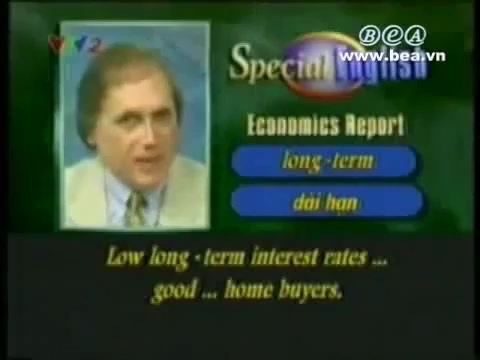 VTV2
BeA
www.bea.vn
Special English
Economics Report
long-term
dài hạn
Low long-term interest rates ...
good ... home buyers.